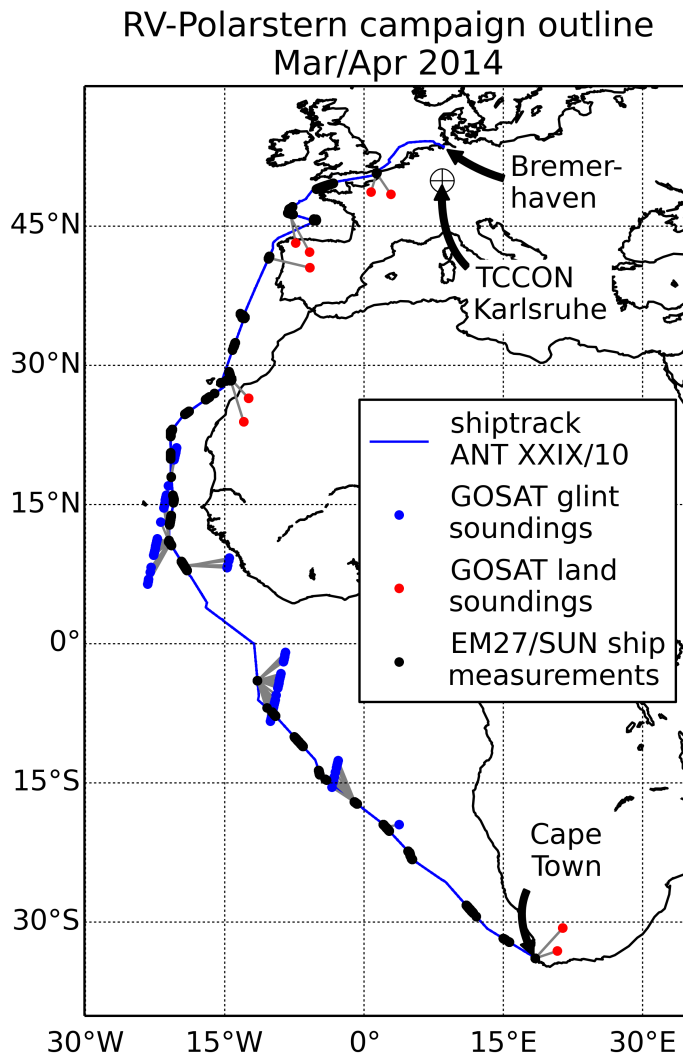 RV-Polarstern campaign outline
Mar/Apr 2014
Bremer-
haven
45°N
TCCON
Karlsruhe
30°N
shiptrack
ANT XXIX/10
15°N
GOSAT glint
soundings
GOSAT land
soundings
0°
EM27/SUN ship
measurements
15°S
Cape
Town
30°S
30°W
15°W
0°
15°E
30°E